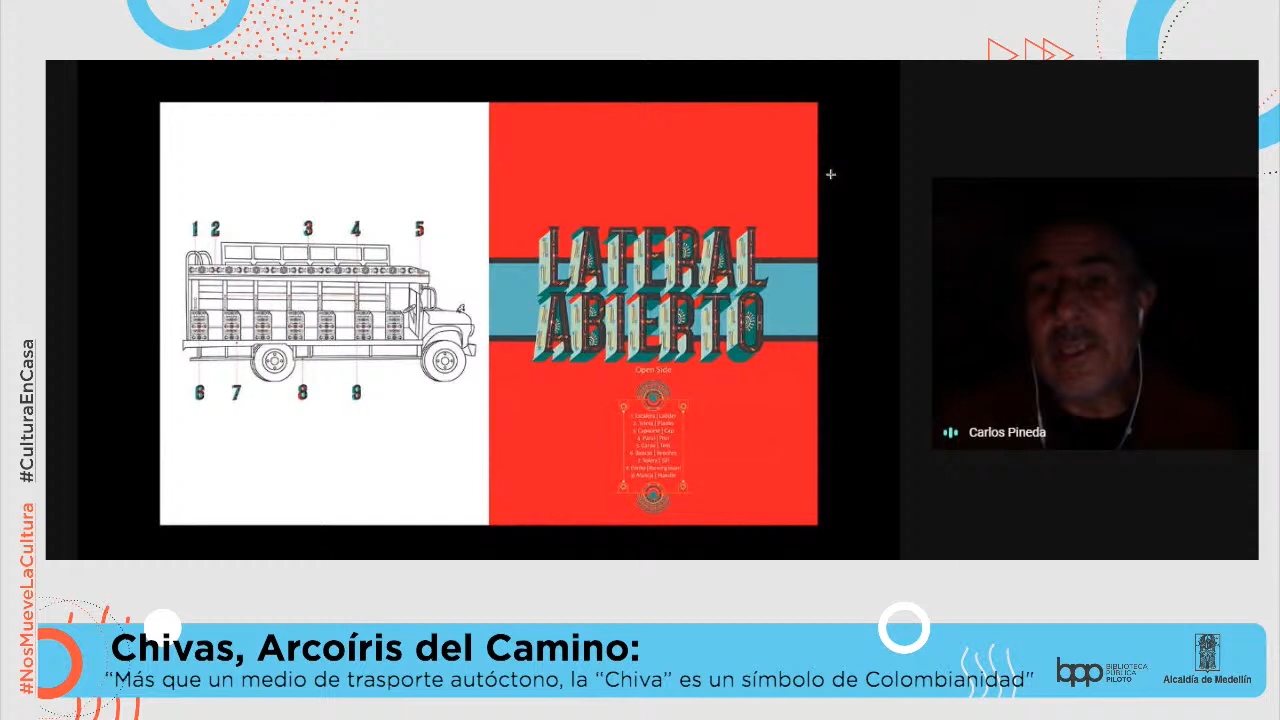 1 2 3 4 5
6 7 8 9
LATERAL
ABIERTO
Open Side
Carlos Pineda
#NosMueveLaCultura #CulturaEnCasa
Chivas, Arcoíris del Camino:
“Más que un medio de trasporte autóctono, la “Chiva” es un símbolo de Colombianidad"
bpp BIBLIOTECA
PÚBLICA
PILOTO
Alcaldía de Medellín